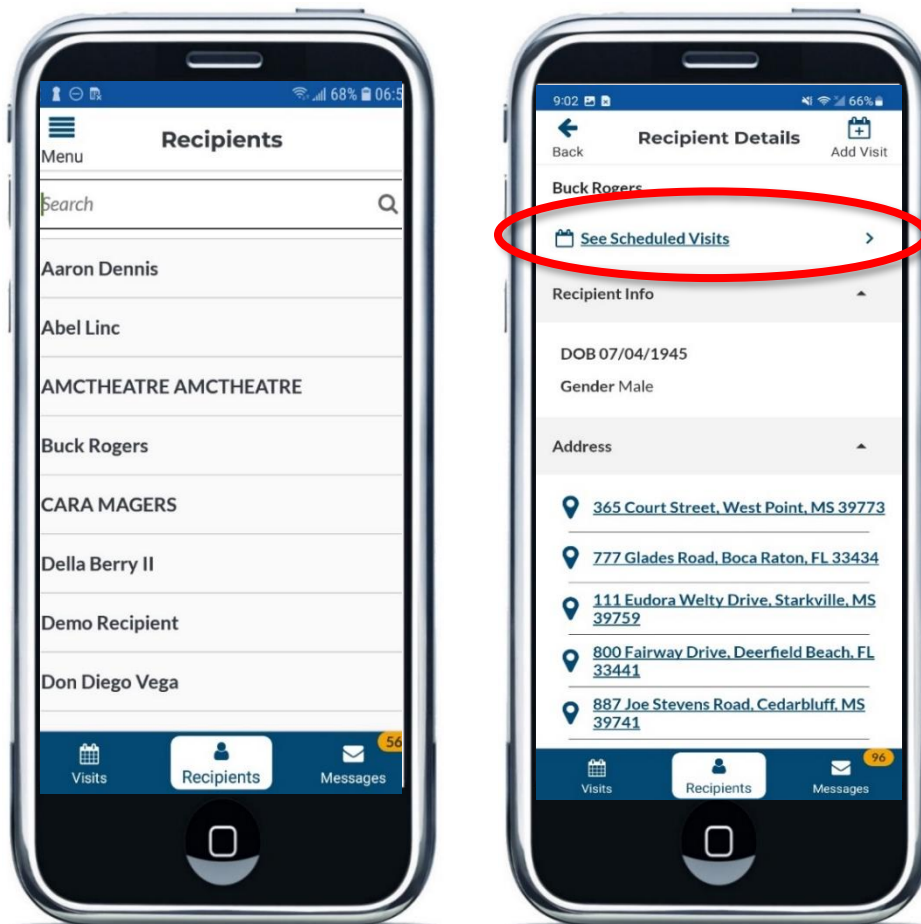 68% 06:5
Menu
Recipients
Search
Aaron Dennis
Abel Linc
AMCTHEATRE AMCTHEATRE
Buck Rogers
CARA MAGERS
Della Berry II
Demo Recipient
Don Diego Vega
Visits
Recipients
Messages
56
9:02 66%
Back
Recipient Details
Add Visit
Buck Rogers
See Scheduled Visits
Recipient Info
DOB 07/04/1945
Gender Male
Address
365 Court Street, West Point, MS 39773
777 Glades Road, Boca Raton, FL 33434
111 Eudora Welty Drive, Starkville, MS
39759
800 Fairway Drive, Deerfield Beach, FL
33441
887 Joe Stevens Road, Cedarbluff, MS
39741
Visits
Recipients
Messages
96